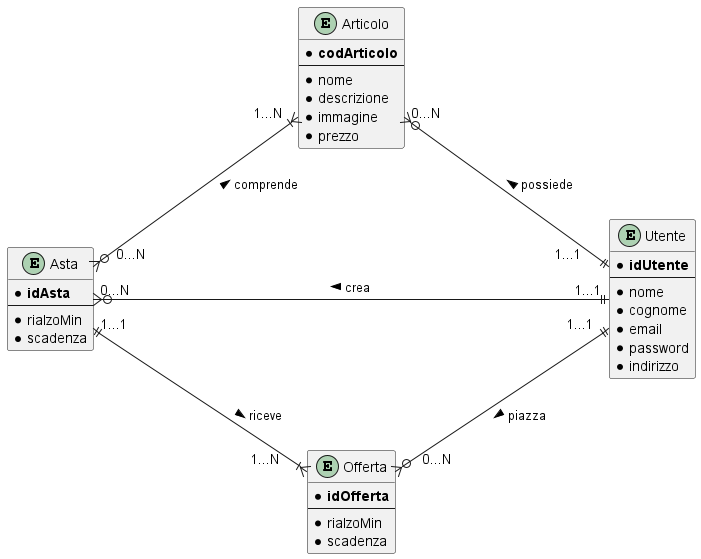 E Articolo
codArticolo
nome
descrizione
immagine
prezzo
1...N
0...N
comprende
possiede
0...N
1...1
E Asta
idAsta
rialzoMin
scadenza
E Utente
idUtente
nome
cognome
email
password
indirizzo
0...N
crea
1...1
1...1
1...1
riceve
piazza
1...N
0...N
E Offerta
idOfferta
rialzoMin
scadenza